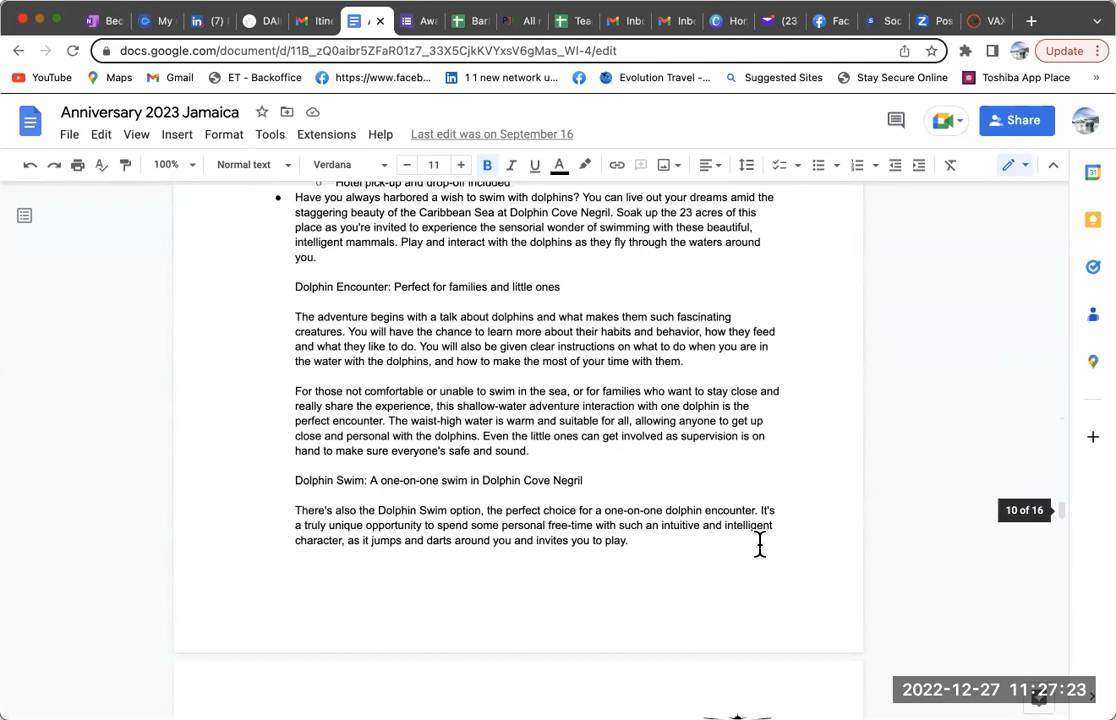 Bec
My
(7)
DAI
Itine
A
Awa
Barl
All
Tea
Inb
Inb
Hor
(23
Fac
Soc
Pos
VAX
docs.google.com/document/d/11B_zQ0aibr5ZFaR01z7_33X5CjkKVYxsV6gMas_WI-4/edit
Update
YouTube
Maps
Gmail
ET - Backoffice
https://www.faceb...
1 1 new network u...
Evolution Travel -...
Suggested Sites
Stay Secure Online
Toshiba App Place
»
Anniversary 2023 Jamaica
File Edit View Insert Format Tools Extensions Help Last edit was on September 16
Share
100% Normal text Verdana − 11 + B I U A
31
o Hotel pick-up and drop-off included
● Have you always harbored a wish to swim with dolphins? You can live out your dreams amid the
staggering beauty of the Caribbean Sea at Dolphin Cove Negril. Soak up the 23 acres of this
place as you're invited to experience the sensorial wonder of swimming with these beautiful,
intelligent mammals. Play and interact with the dolphins as they fly through the waters around
you.
Dolphin Encounter: Perfect for families and little ones
The adventure begins with a talk about dolphins and what makes them such fascinating
creatures. You will have the chance to learn more about their habits and behavior, how they feed
and what they like to do. You will also be given clear instructions on what to do when you are in
the water with the dolphins, and how to make the most of your time with them.
For those not comfortable or unable to swim in the sea, or for families who want to stay close and
really share the experience, this shallow-water adventure interaction with one dolphin is the
perfect encounter. The waist-high water is warm and suitable for all, allowing anyone to get up
close and personal with the dolphins. Even the little ones can get involved as supervision is on
hand to make sure everyone's safe and sound.
Dolphin Swim: A one-on-one swim in Dolphin Cove Negril
There's also the Dolphin Swim option, the perfect choice for a one-on-one dolphin encounter. It's
a truly unique opportunity to spend some personal free-time with such an intuitive and intelligent
character, as it jumps and darts around you and invites you to play.
10 of 16
2022-12-27 11:27:23